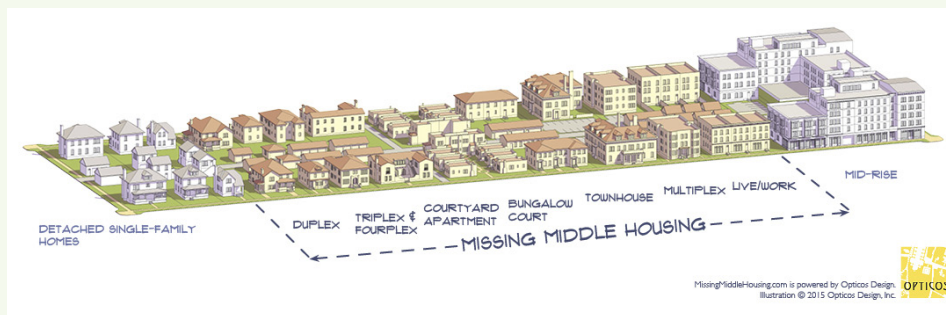 DETACHED SINGLE-FAMILY
HOMES
DUPLEX
TRIPLEX &
FOURPLEX
COURTYARD
APARTMENT
BUNGALOW
COURT
TOWNHOUSE
MULTIPLEX
LIVE/WORK
MID-RISE
MISSING MIDDLE HOUSING
MissingMiddleHousing.com is powered by Opticos Design.
Illustration © 2015 Opticos Design, Inc.
OPTICOS